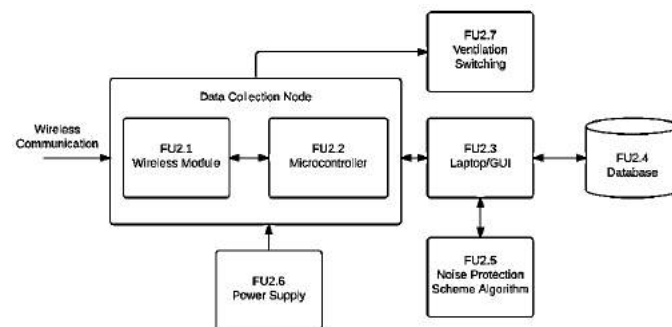 FU2.7
Ventilation
Switching
Data Collection Node
Wireless
Communication
FU2.1
Wireless Module
FU2.2
Microcontroller
FU2.3
Laptop/GUI
FU2.4
Database
FU2.6
Power Supply
FU2.5
Noise Protection
Scheme Algorithm